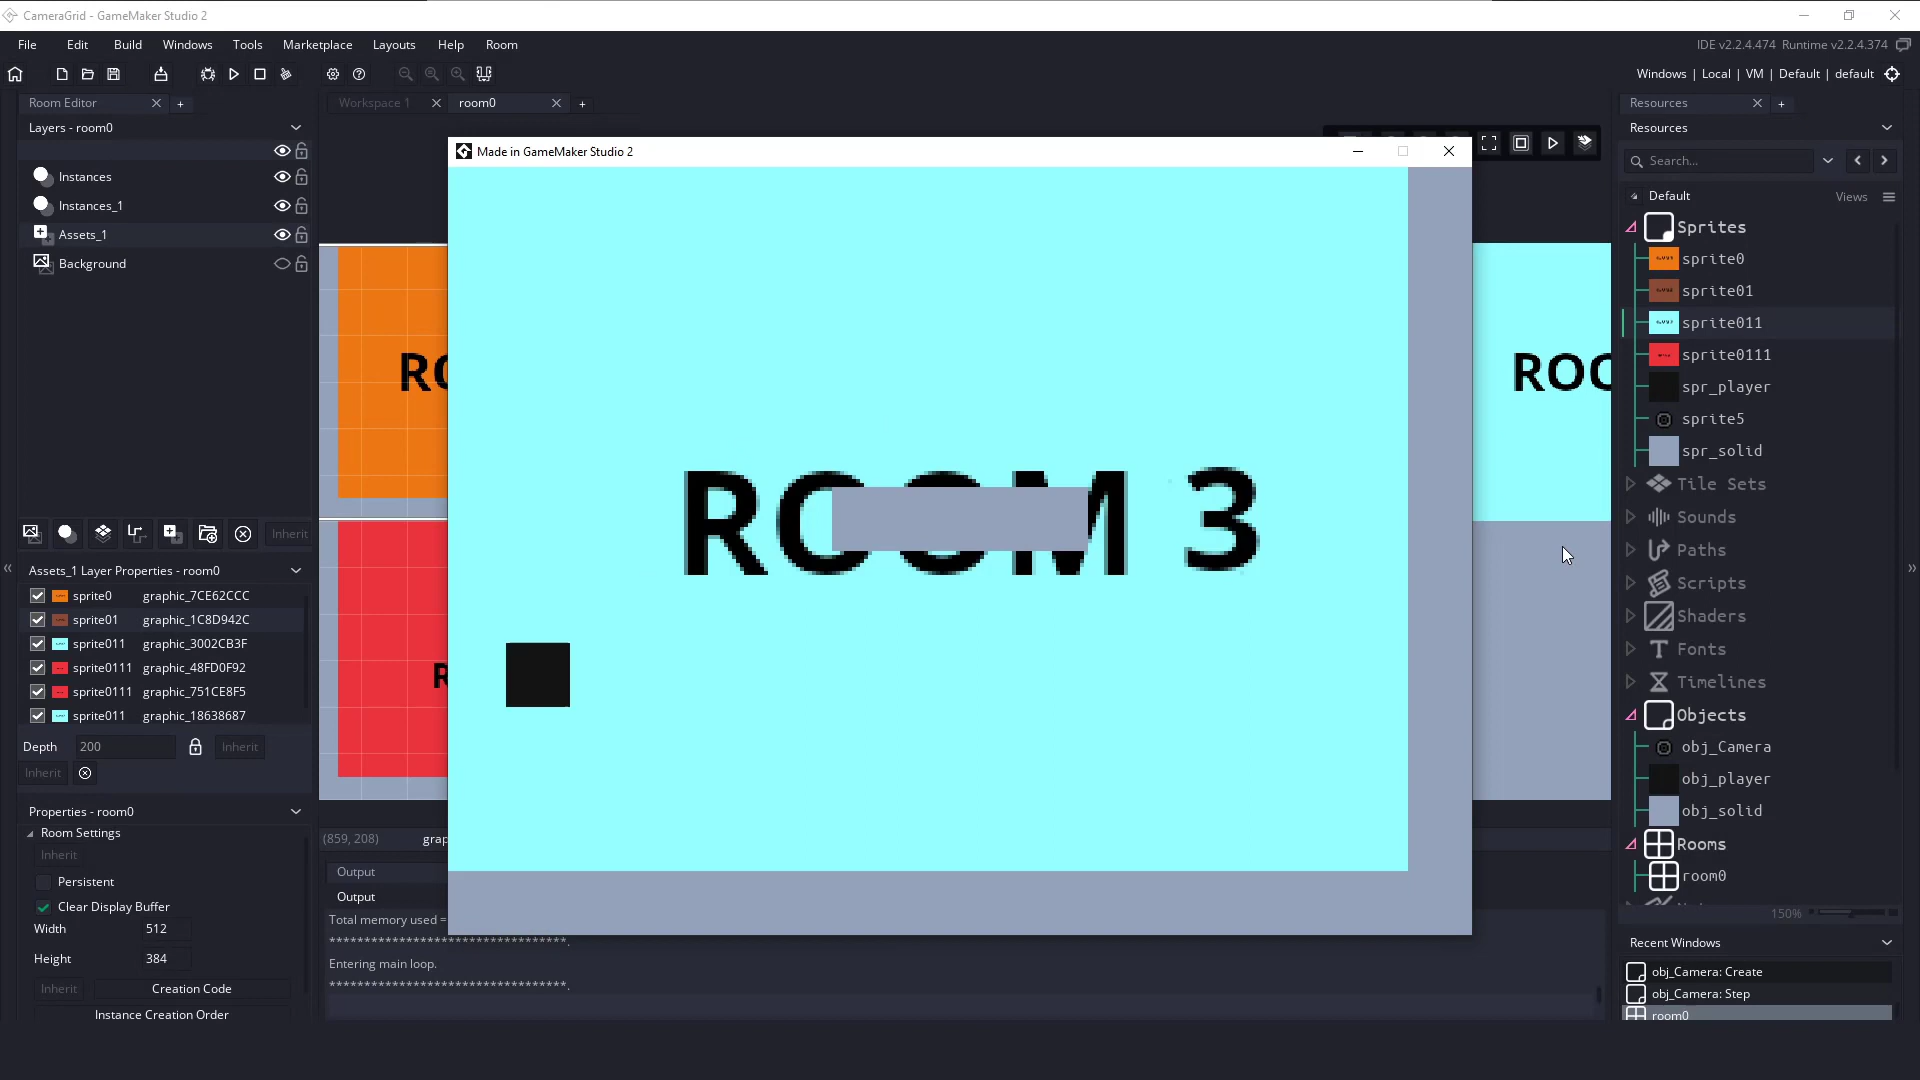 CameraGrid - GameMaker Studio 2
File Edit Build Windows Tools Marketplace Layouts Help Room
IDE v2.2.4.474 Runtime v2.2.4.374
Windows | Local | VM | Default | default
Room Editor
Workspace 1
room0
Resources
Layers - room0
Resources
Made in GameMaker Studio 2
Search...
Instances
Instances_1
Assets_1
Background
Default
Views
Sprites
sprite0
sprite01
sprite011
sprite0111
spr_player
sprite5
spr_solid
Tile Sets
Sounds
Paths
Scripts
Shaders
Fonts
Timelines
Objects
obj_Camera
obj_player
obj_solid
Rooms
room0
150%
ROOM 3
Inherit
Assets_1 Layer Properties - room0
sprite0 graphic_7CE62CCC
sprite01 graphic_1C8D942C
sprite011 graphic_3002CB3F
sprite0111 graphic_48FD0F92
sprite0111 graphic_751CE8F5
sprite011 graphic_18638687
Depth 200 Inherit
Inherit
Properties - room0
Room Settings
Inherit
Persistent
Clear Display Buffer
Width 512
Height 384
Inherit Creation Code
Instance Creation Order
(859, 208)
Output
Output
Total memory used =
***********************************.
Entering main loop.
***********************************.
Recent Windows
obj_Camera: Create
obj_Camera: Step
room0